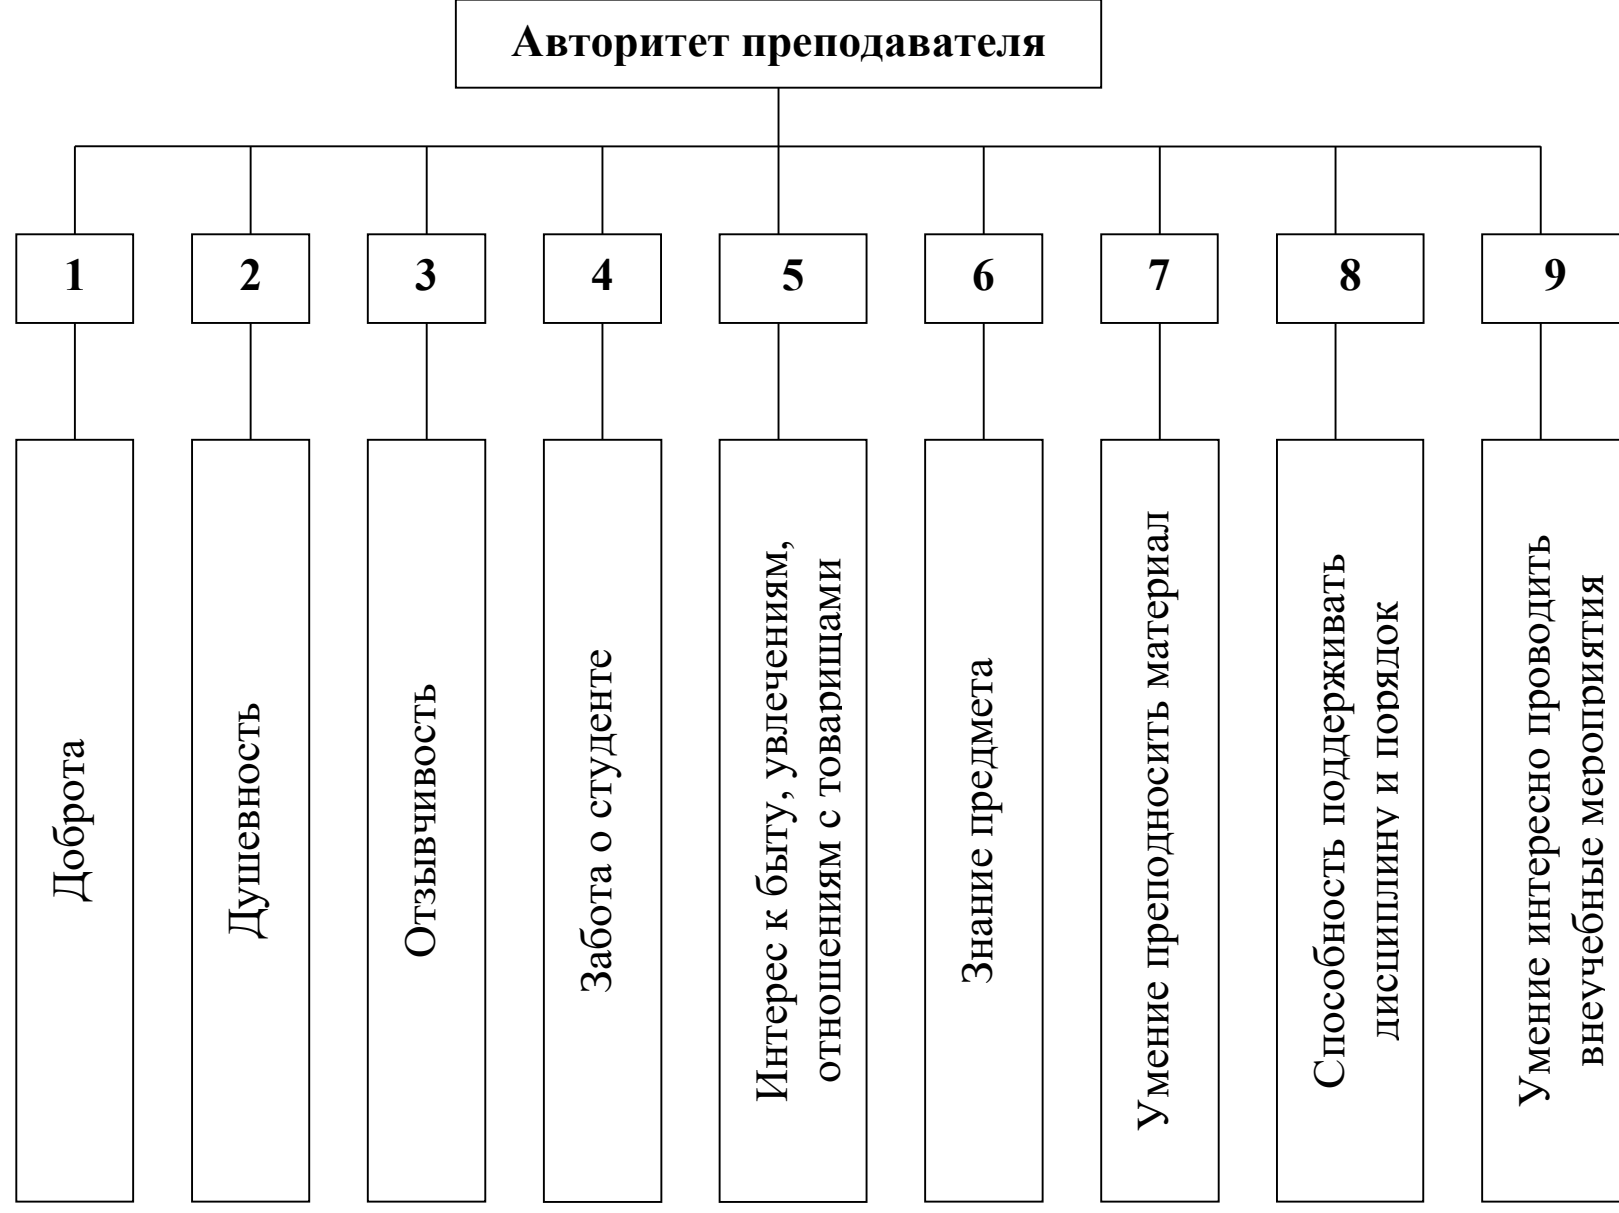 Авторитет преподавателя
1
2
3
4
5
6
7
8
9
Доброта
Душевность
Отзывчивость
Забота о студенте
Интерес к быту, увлечениям,
отношениям с товарищами
Знание предмета
Умение преподносить материал
Способность поддерживать
дисциплину и порядок
Умение интересно проводить
внеучебные мероприятия